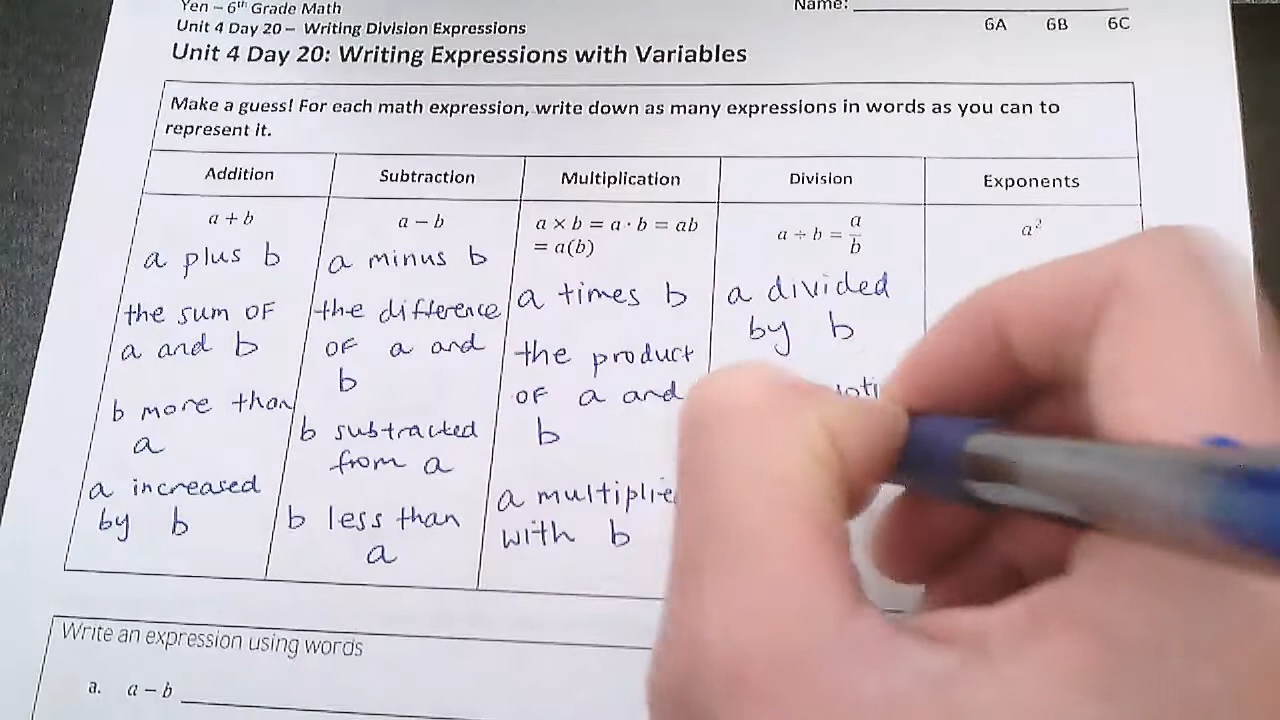 Yen – 6th Grade Math
Name:
Unit 4 Day 20 – Writing Division Expressions
6A 6B 6C
Unit 4 Day 20: Writing Expressions with Variables
Make a guess! For each math expression, write down as many expressions in words as you can to
represent it.
Addition
a + b
a plus b
the sum of
a and b
b more than
a
a increased
by b
Subtraction
a − b
a minus b
the difference
of a and
b
b subtracted
from a
b less than
a
Multiplication
a × b = a · b = ab
= a(b)
a times b
the product
of a and
b
a
with b
Division
a ÷ b = a/b
a divided
by b
Exponents
a²
Write an expression using words
a. a − b